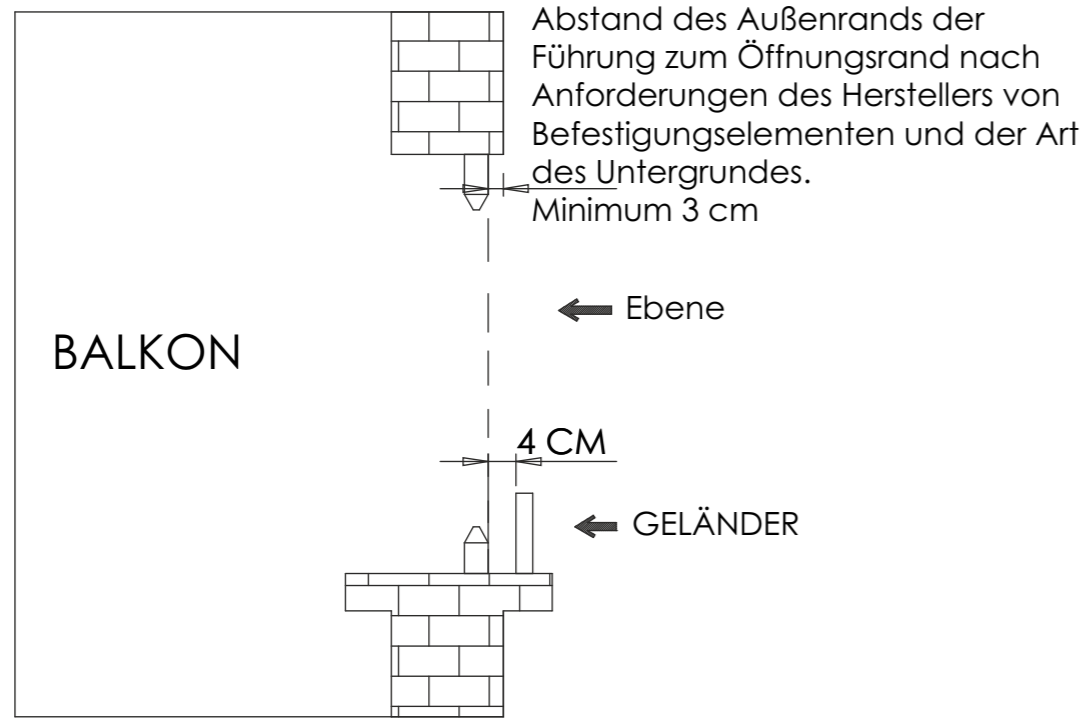 Abstand des Außenrands der
Führung zum Öffnungsrand nach
Anforderungen des Herstellers von
Befestigungselementen und der Art
des Untergrundes.
Minimum 3 cm
Ebene
BALKON
4 CM
GELÄNDER